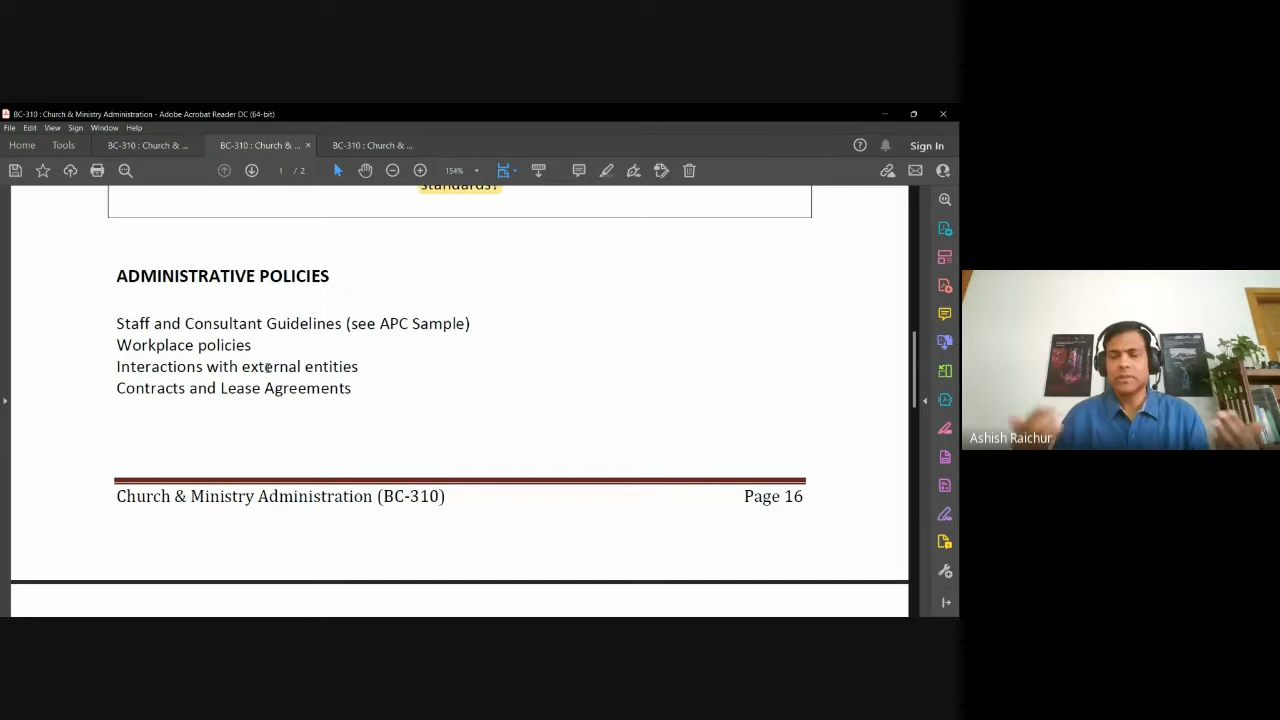 BC-310 : Church & Ministry Administration - Adobe Acrobat Reader DC (64-bit)
File Edit View Sign Window Help
Home Tools BC-310 : Church & ... BC-310 : Church & ... × BC-310 : Church & ... Sign In
1 / 2 154%
standards?
ADMINISTRATIVE POLICIES
Staff and Consultant Guidelines (see APC Sample)
Workplace policies
Interactions with external entities
Contracts and Lease Agreements
Church & Ministry Administration (BC-310) Page 16
Ashish Raichur